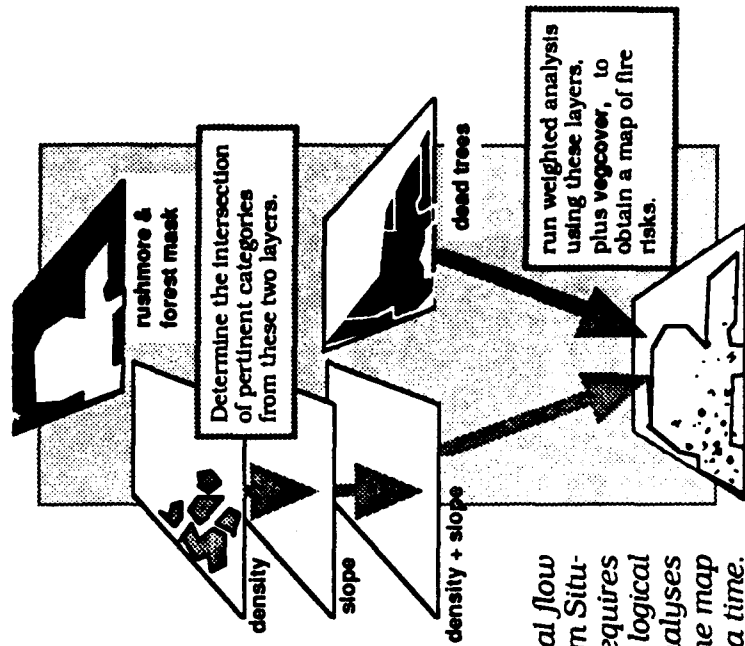 rushmore &
forest mask
Determine the intersection
of pertinent categories
from these two layers.
density
slope
density + slope
dead trees
run weighted analysis
using these layers,
plus vegcover, to
obtain a map of fire
risks.
al flow
m Situ-
equires
logical
alyses
ne map
a time.